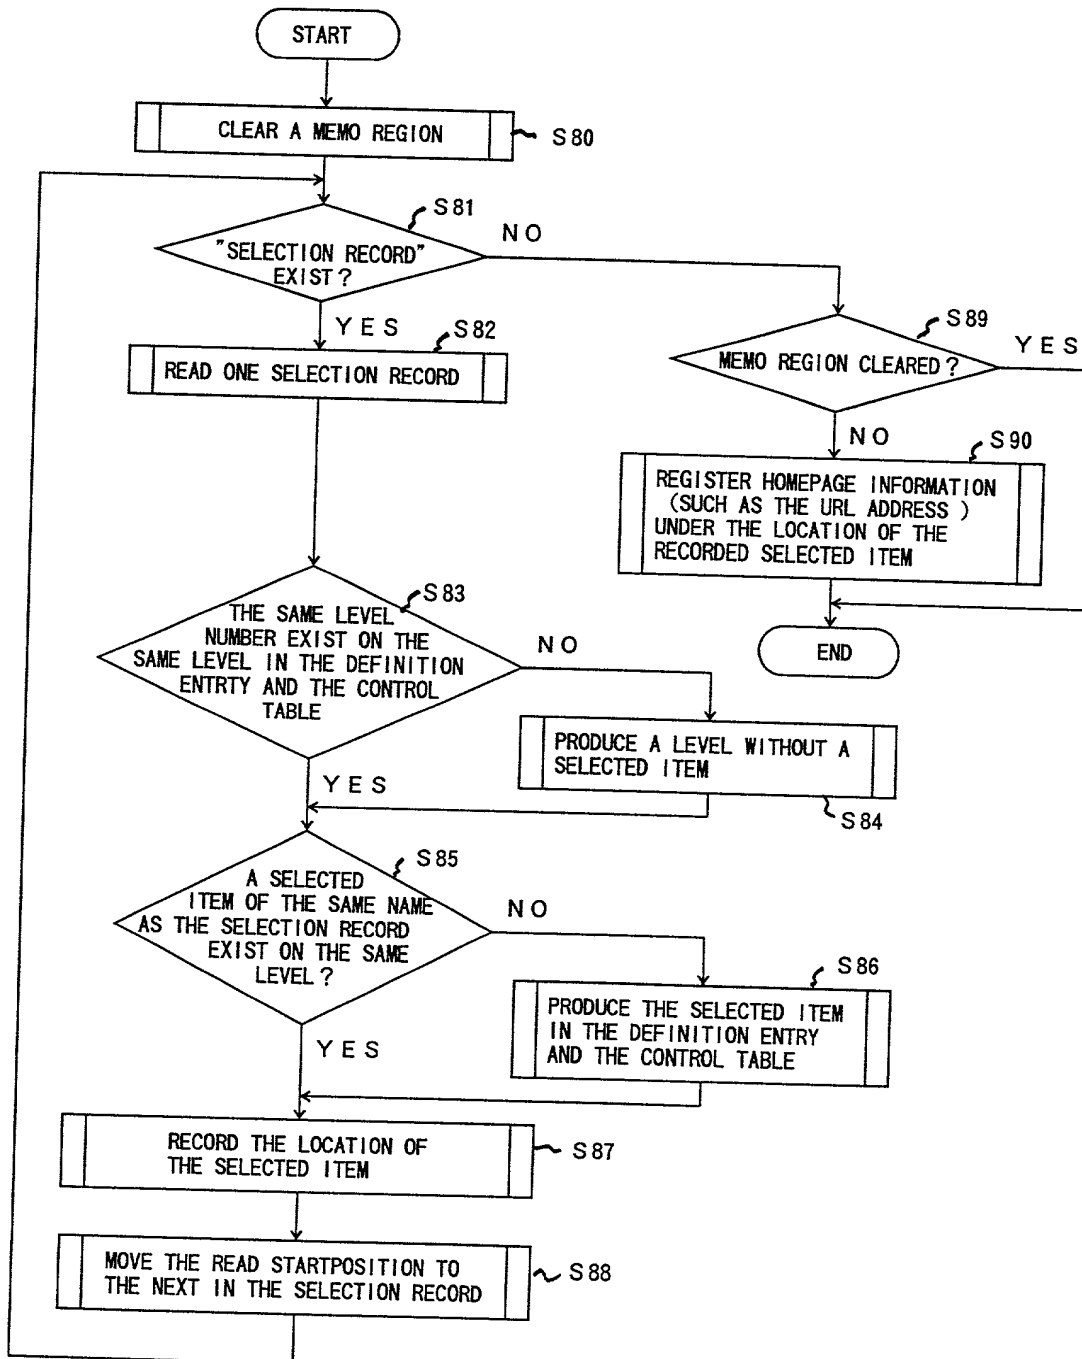 START
CLEAR A MEMO REGION
S80
S81
"SELECTION RECORD"
EXIST?
NO
YES
S82
READ ONE SELECTION RECORD
S89
MEMO REGION CLEARED?
YES
NO
S90
REGISTER HOMEPAGE INFORMATION
(SUCH AS THE URL ADDRESS )
UNDER THE LOCATION OF THE
RECORDED SELECTED ITEM
END
S83
THE SAME LEVEL
NUMBER EXIST ON THE
SAME LEVEL IN THE DEFINITION
ENTRTY AND THE CONTROL
TABLE
NO
YES
PRODUCE A LEVEL WITHOUT A
SELECTED ITEM
S84
S85
A SELECTED
ITEM OF THE SAME NAME
AS THE SELECTION RECORD
EXIST ON THE SAME
LEVEL?
NO
YES
S86
PRODUCE THE SELECTED ITEM
IN THE DEFINITION ENTRY
AND THE CONTROL TABLE
RECORD THE LOCATION OF
THE SELECTED ITEM
S87
MOVE THE READ STARTPOSITION TO
THE NEXT IN THE SELECTION RECORD
S88